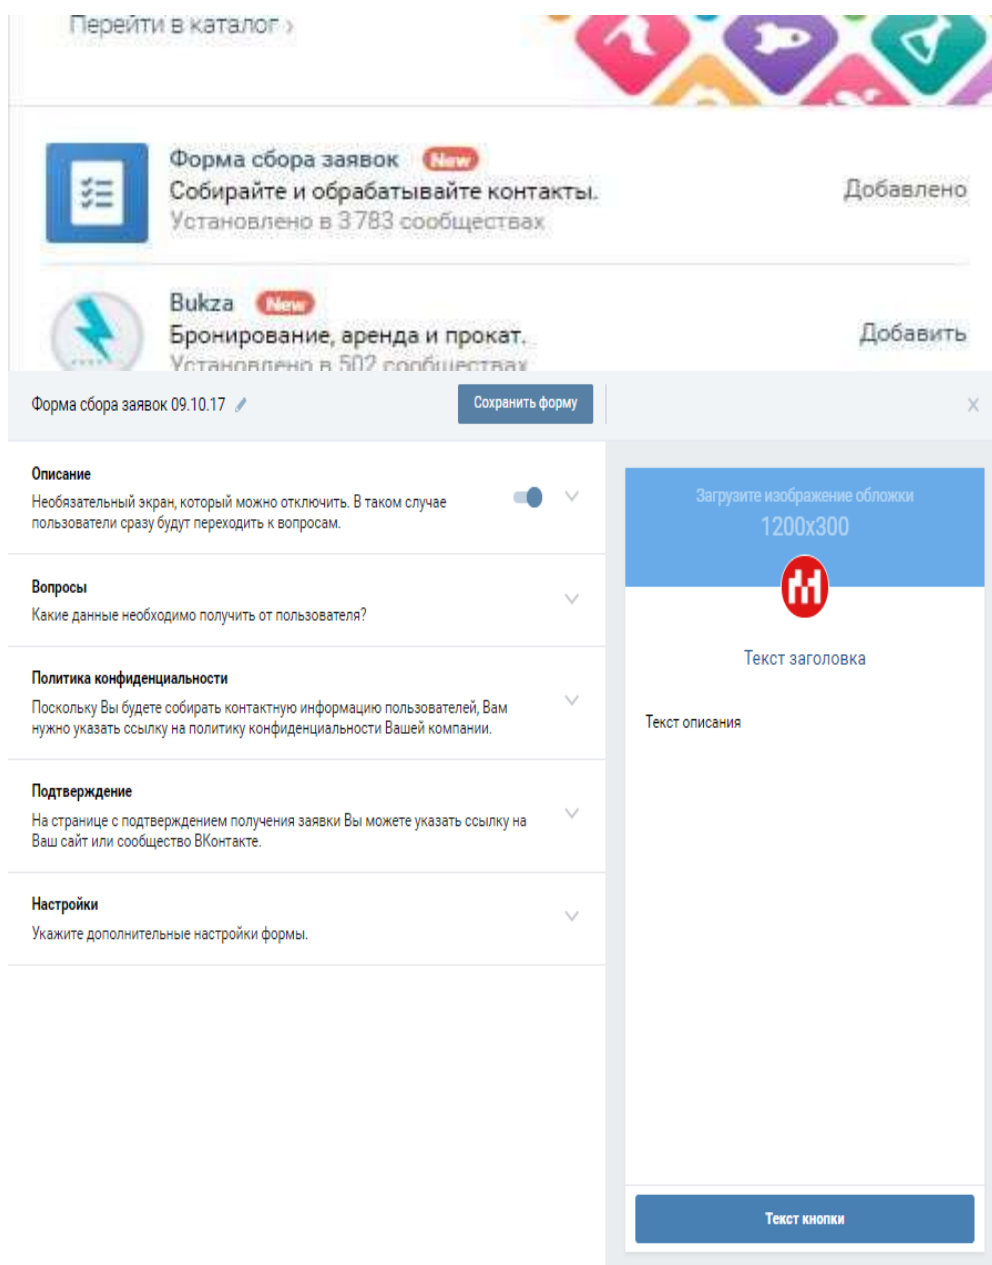 Перейти в каталог ›
Форма сбора заявок New
Собирайте и обрабатывайте контакты.
Установлено в 3 783 сообществах
Добавлено
Bukza New
Бронирование, аренда и прокат.
Установлено в 502 сообществах
Добавить
Форма сбора заявок 09.10.17
Сохранить форму
Описание
Необязательный экран, который можно отключить. В таком случае
пользователи сразу будут переходить к вопросам.
Вопросы
Какие данные необходимо получить от пользователя?
Политика конфиденциальности
Поскольку Вы будете собирать контактную информацию пользователей, Вам
нужно указать ссылку на политику конфиденциальности Вашей компании.
Подтверждение
На странице с подтверждением получения заявки Вы можете указать ссылку на
Ваш сайт или сообщество ВКонтакте.
Настройки
Укажите дополнительные настройки формы.
Загрузите изображение обложки
1200x300
Текст заголовка
Текст описания
Текст кнопки